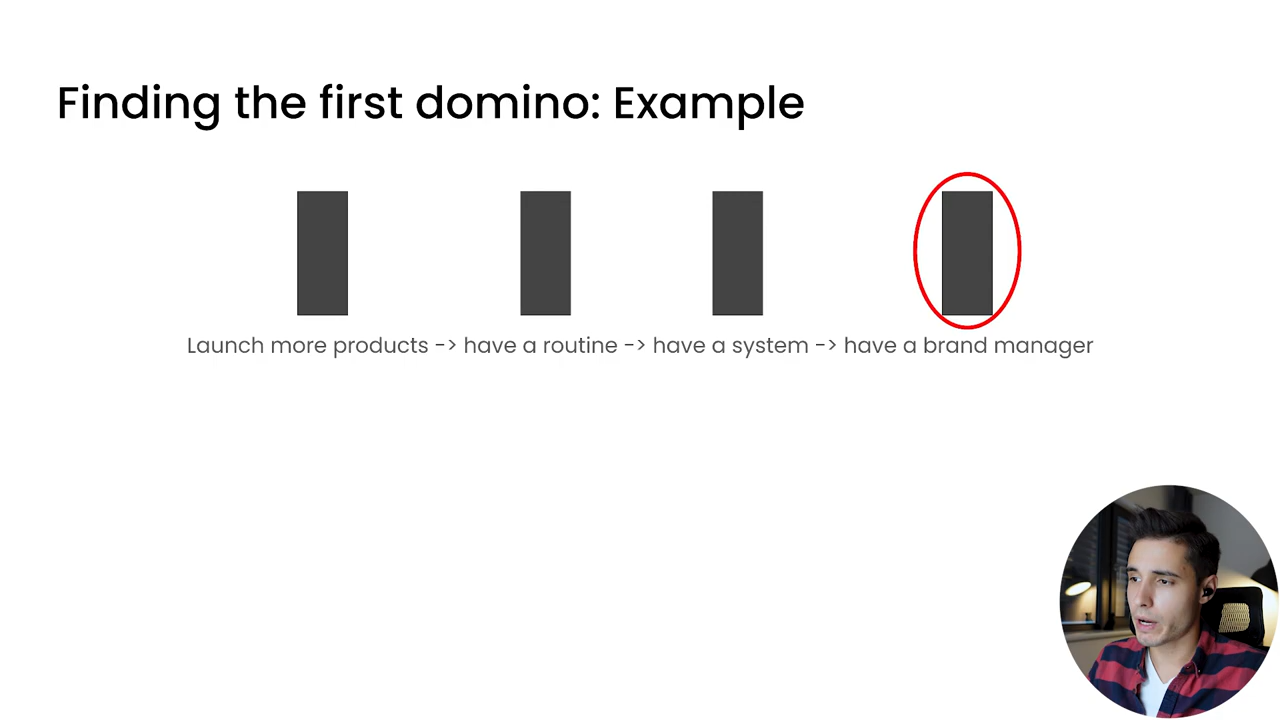 Finding the first domino: Example
Launch more products -> have a routine -> have a system -> have a brand manager